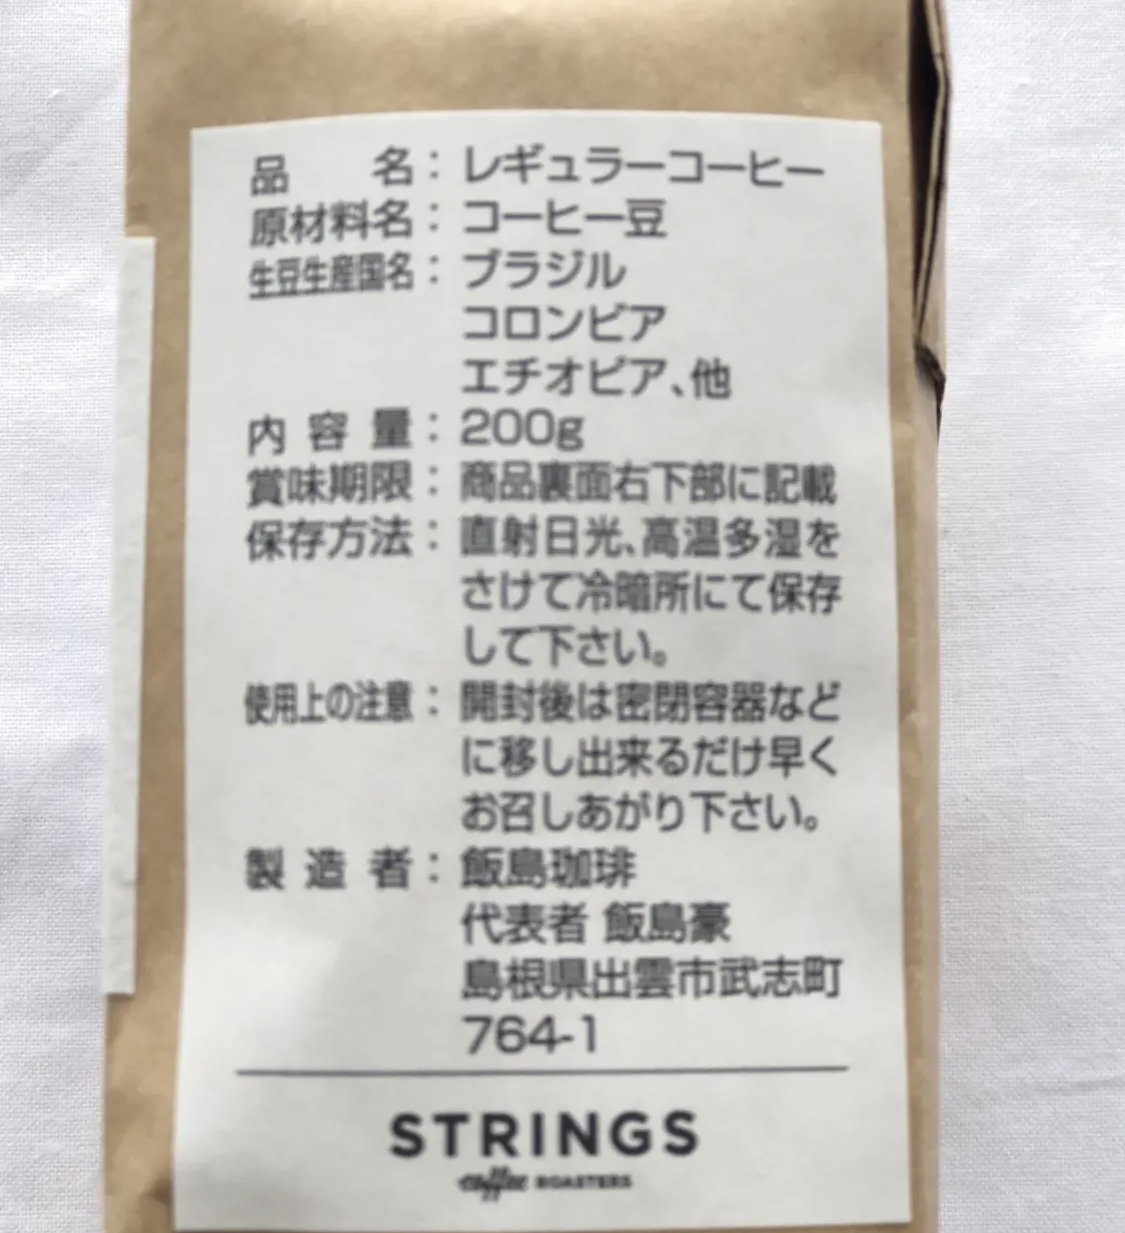 品名：レギュラーコーヒー
原材料名：コーヒー豆
生豆生産国名：ブラジル
コロンビア
エチオピア、他
内容量：200g
賞味期限：商品裏面右下部に記載
保存方法：直射日光、高温多湿を
さけて冷暗所にて保存
して下さい。
使用上の注意：開封後は密閉容器など
に移し出来るだけ早く
お召しあがり下さい。
製造者：飯島珈琲
代表者 飯島豪
島根県出雲市武志町
764-1
STRINGS
coffee ROASTERS